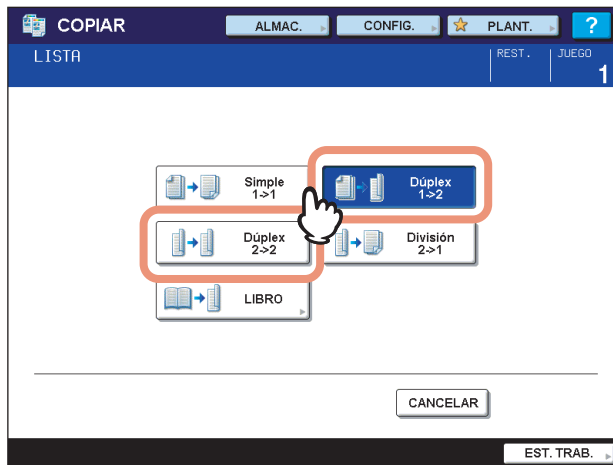 COPIAR
ALMAC.
CONFIG.
PLANT.
?
LISTA
REST.
JUEGO
1
Simple
1->1
Dúplex
1->2
Dúplex
2->2
División
2->1
LIBRO
CANCELAR
EST. TRAB.